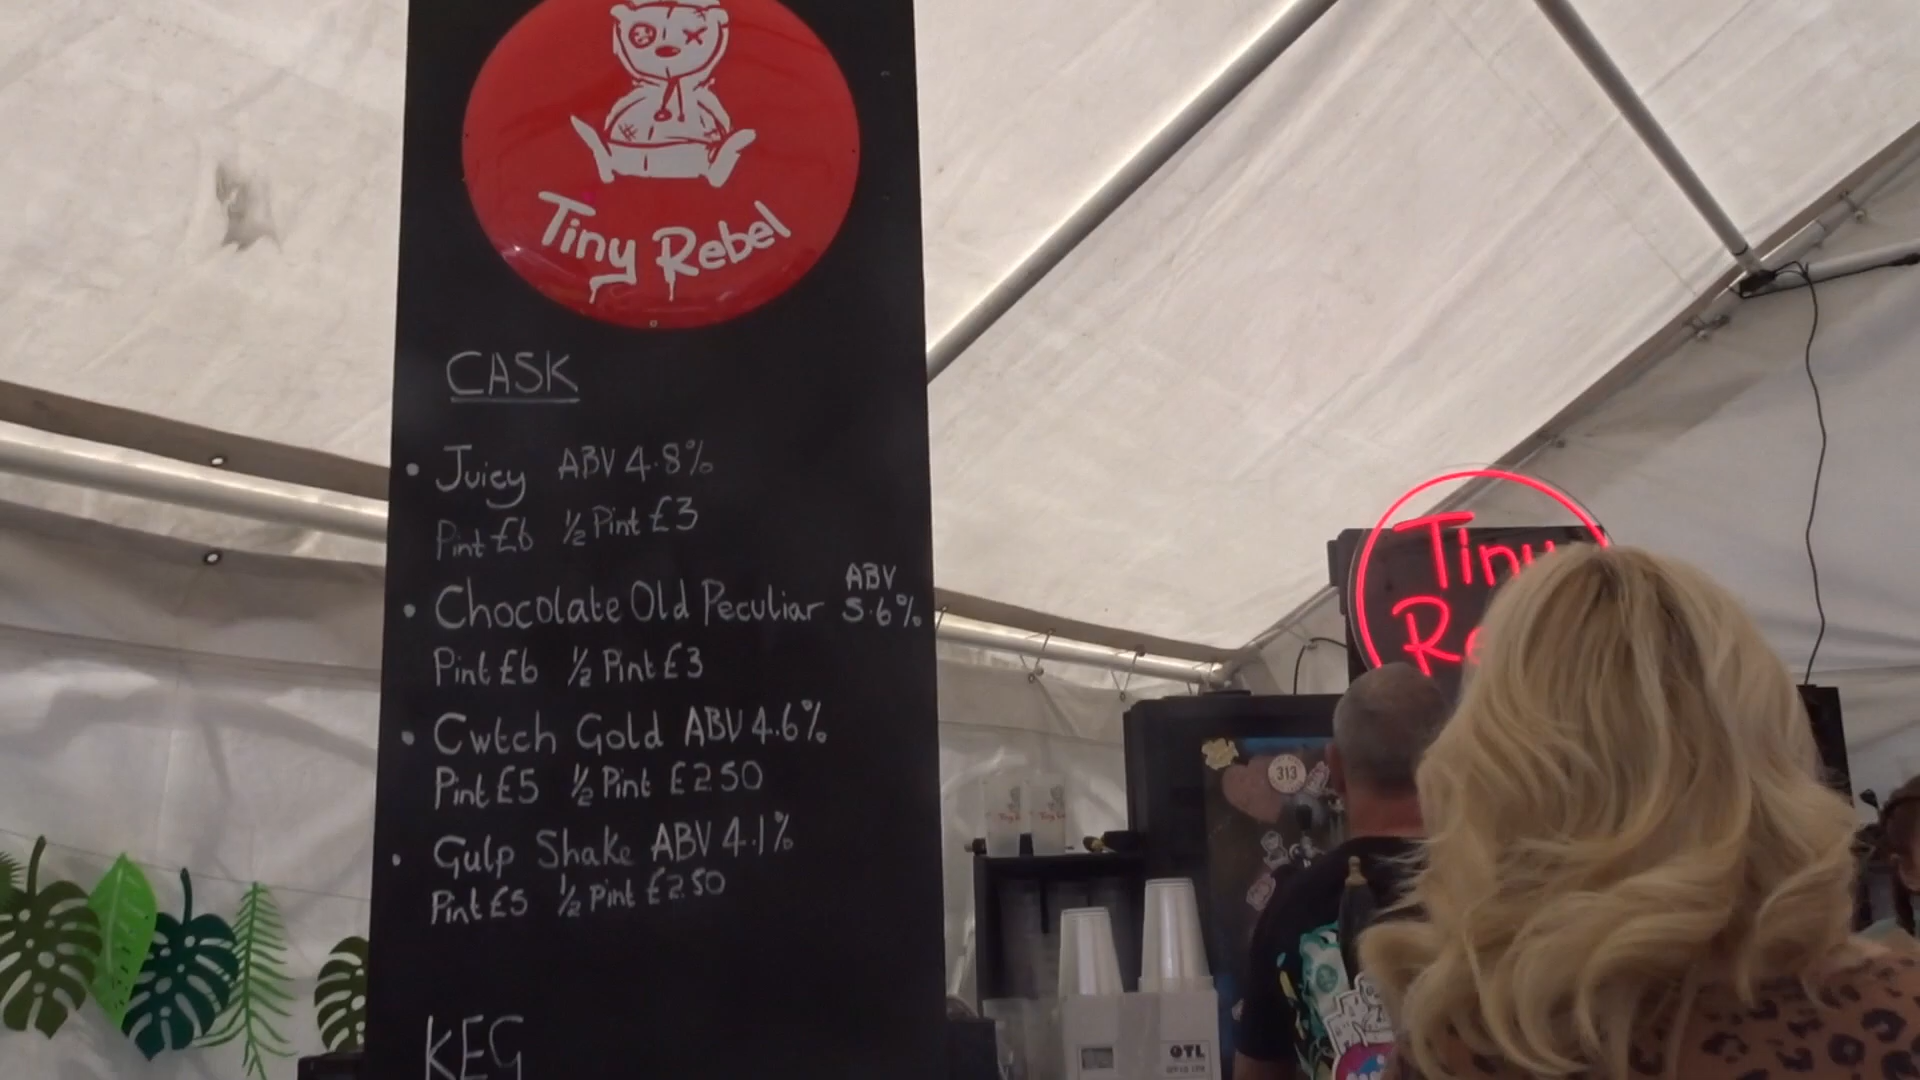 Tiny Rebel
CASK
• Juicy ABV 4.8%
Pint £6 ½ Pint £3
• Chocolate Old Peculiar ABV 5.6%
Pint £6 ½ Pint £3
• Cwtch Gold ABV 4.6%
Pint £5 ½ Pint £2.50
• Gulp Shake ABV 4.1%
Pint £5 ½ Pint £2.50
KEG
Tiny
Re
313
GTL